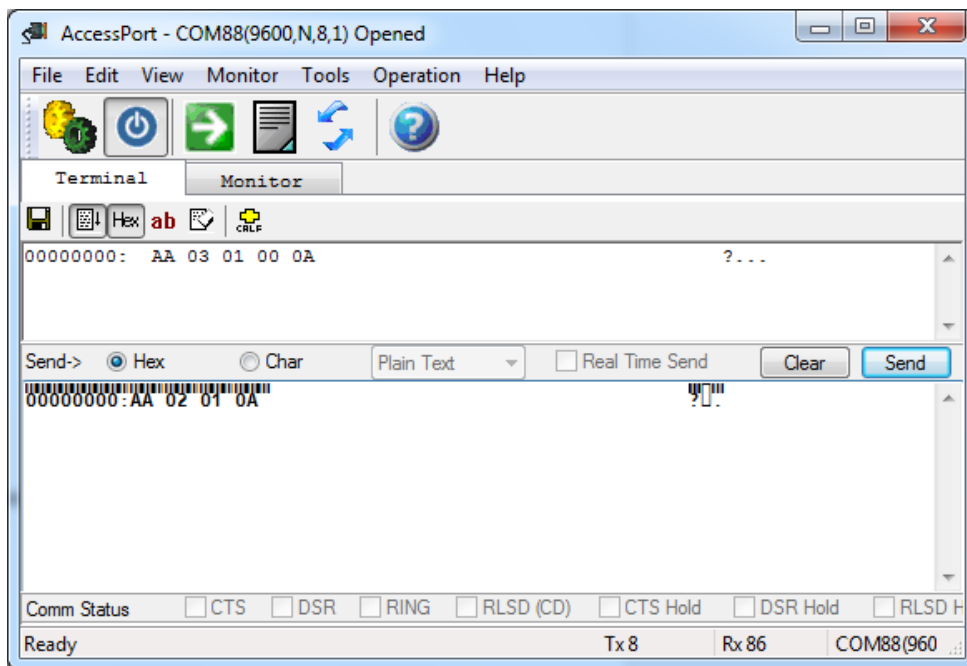 AccessPort - COM88(9600,N,8,1) Opened
File Edit View Monitor Tools Operation Help
Terminal Monitor
Hex ab CRLF
00000000: AA 03 01 00 0A ?...
Send-> Hex Char Plain Text Real Time Send Clear Send
00000000:AA 02 01 0A ?▯.
Comm Status CTS DSR RING RLSD (CD) CTS Hold DSR Hold RLSD H
Ready Tx 8 Rx 86 COM88(960